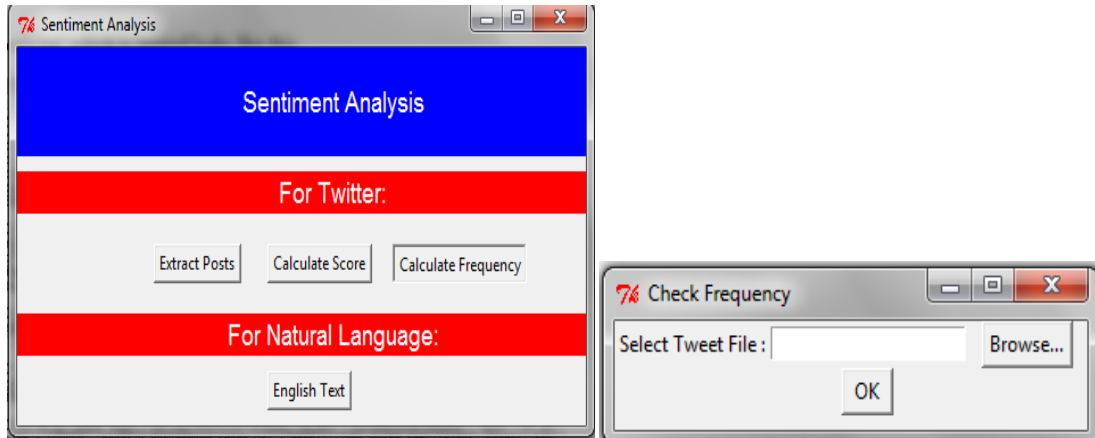 Sentiment Analysis
Sentiment Analysis
For Twitter:
Extract Posts Calculate Score Calculate Frequency
For Natural Language:
English Text
Check Frequency
Select Tweet File : Browse...
OK